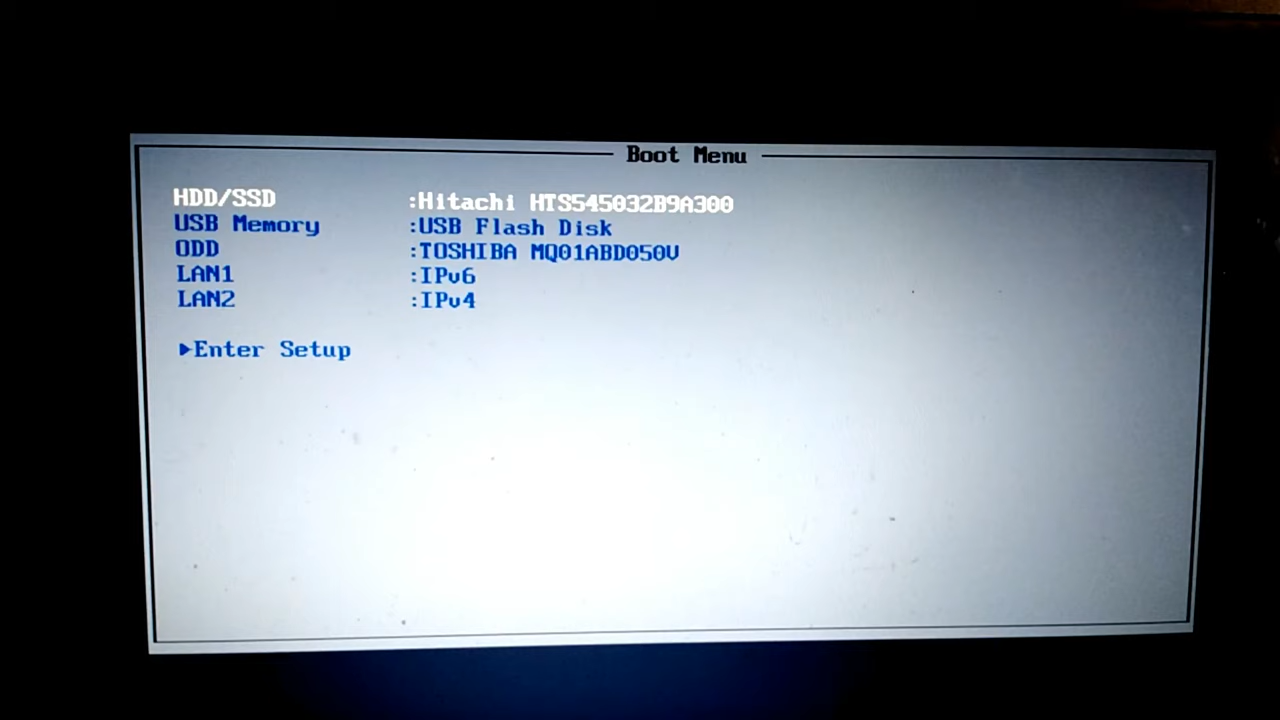 Boot Menu
HDD/SSD :Hitachi HTS545032B9A300
USB Memory :USB Flash Disk
ODD :TOSHIBA MQ01ABD050V
LAN1 :IPv6
LAN2 :IPv4
▶Enter Setup